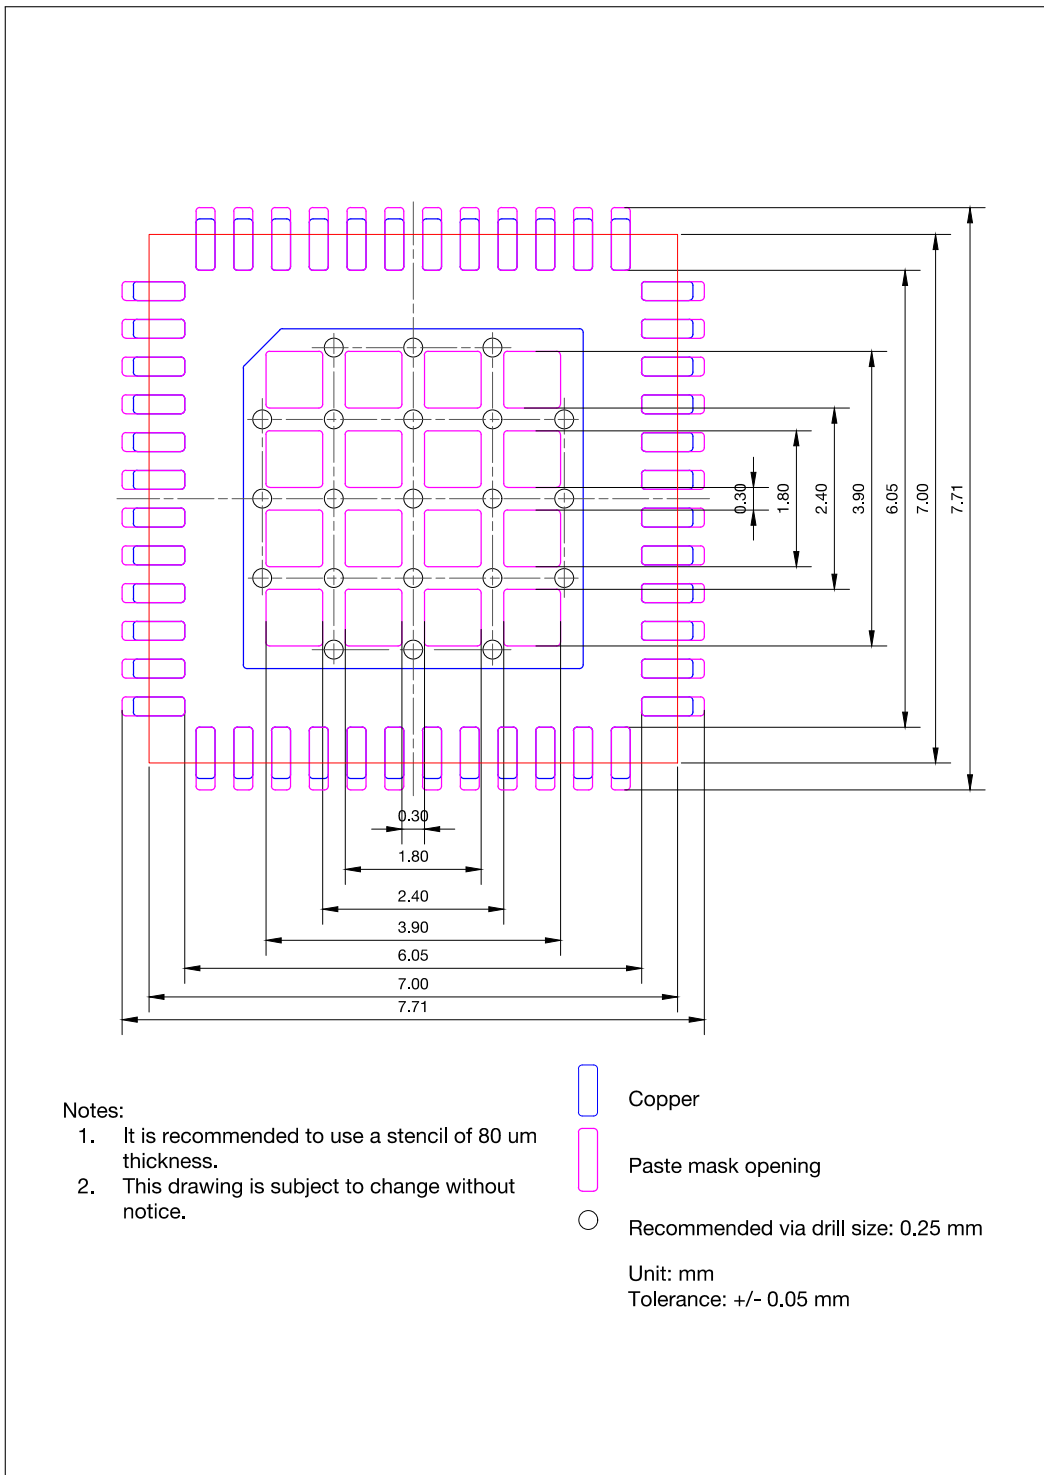 0.30
1.80
2.40
3.90
6.05
7.00
7.71
0.30
1.80
2.40
3.90
6.05
7.00
7.71
Notes:
1. It is recommended to use a stencil of 80 um
thickness.
2. This drawing is subject to change without
notice.
Copper
Paste mask opening
Recommended via drill size: 0.25 mm
Unit: mm
Tolerance: +/- 0.05 mm